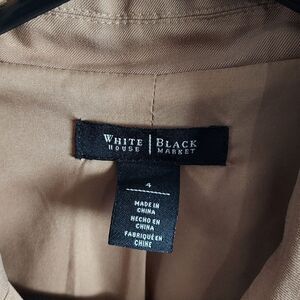 WHITE | BLACK
HOUSE | MARKET
4
MADE IN
CHINA
HECHO EN
CHINA
FABRIQUÉ EN
CHINE